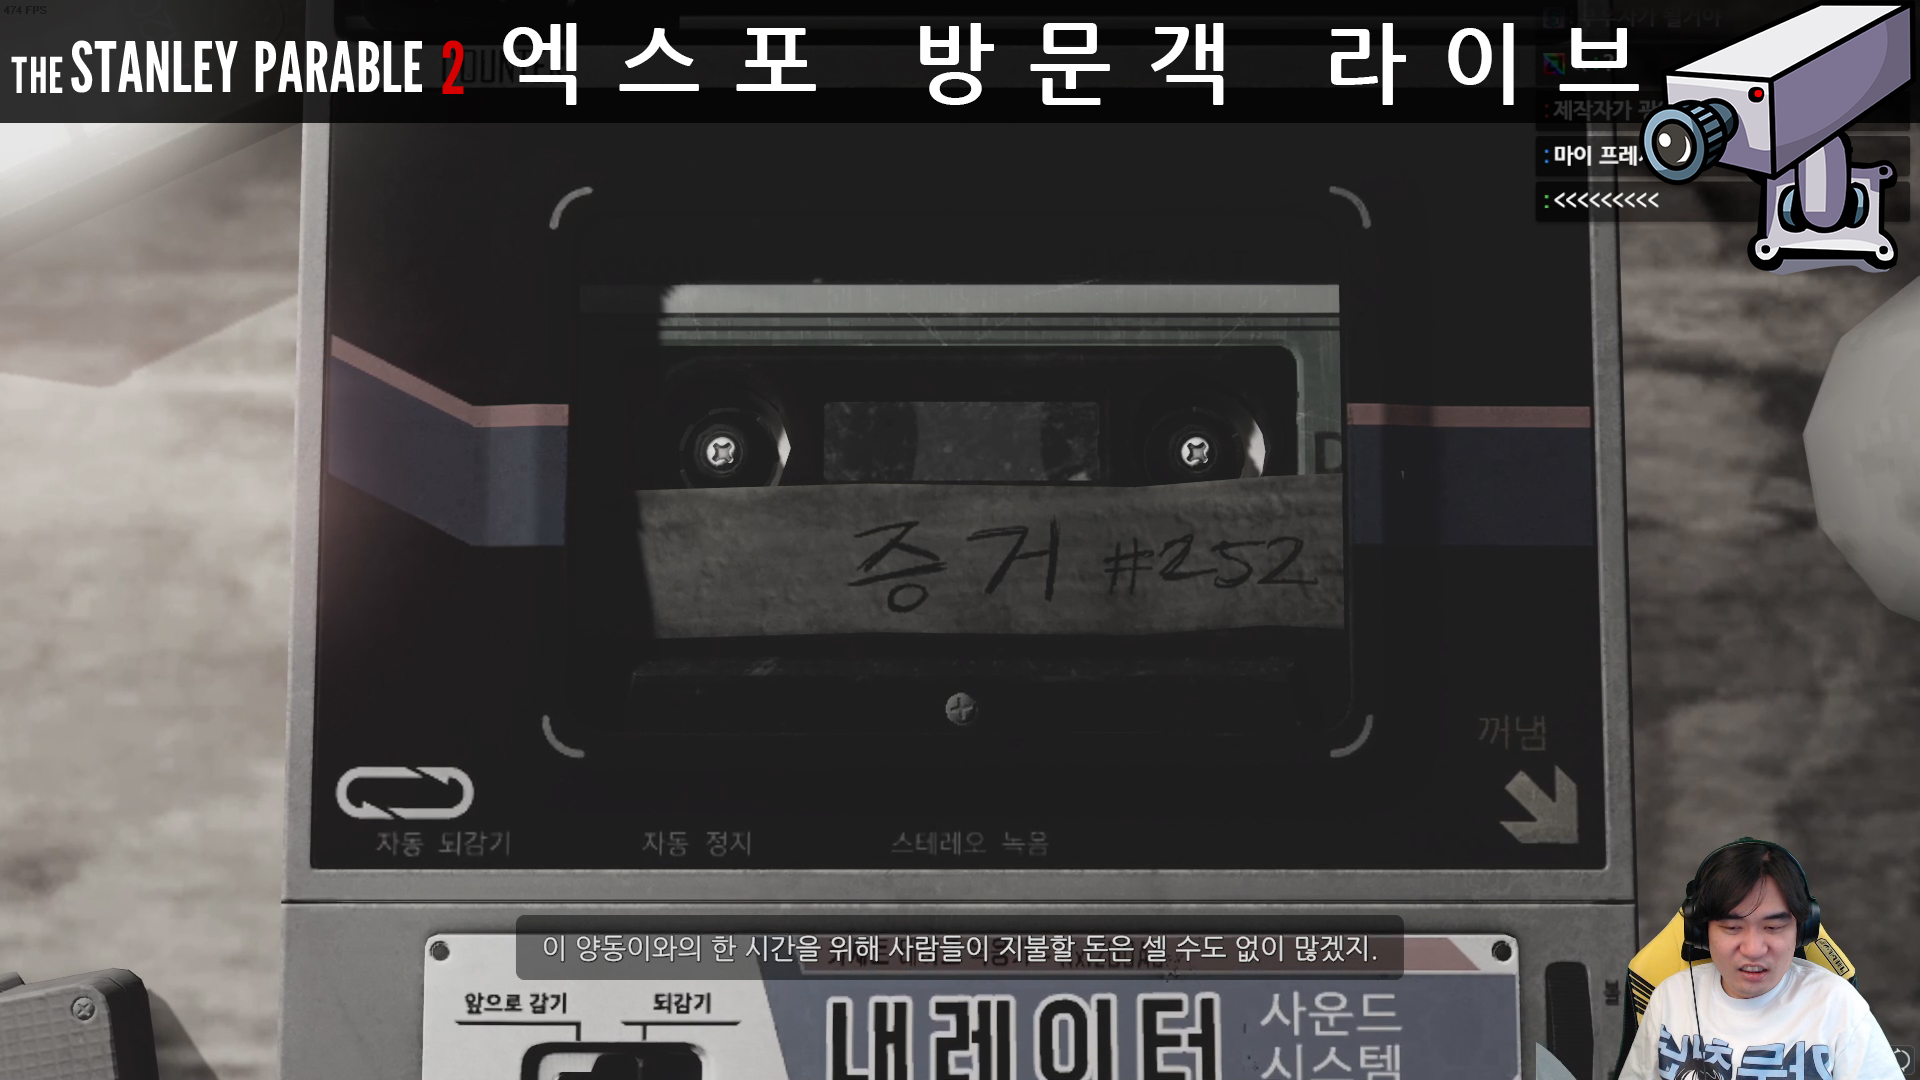 474 FPS
THE STANLEY PARABLE 2 엑스포 방문객 라이브
제작자가
: 마이 프레
: <<<<<<<<<
증거 #252
꺼냄
자동 되감기 자동 정지 스테레오 녹음
이 양동이와의 한 시간을 위해 사람들이 지불할 돈은 셀 수도 없이 많겠지.
앞으로 감기 되감기
내레이터 사운드
시스템